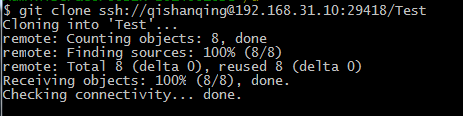 $ git clone ssh://qishanqing@192.168.31.10:29418/Test
Cloning into 'Test'...
remote: Counting objects: 8, done
remote: Finding sources: 100% (8/8)
remote: Total 8 (delta 0), reused 8 (delta 0)
Receiving objects: 100% (8/8), done.
Checking connectivity... done.